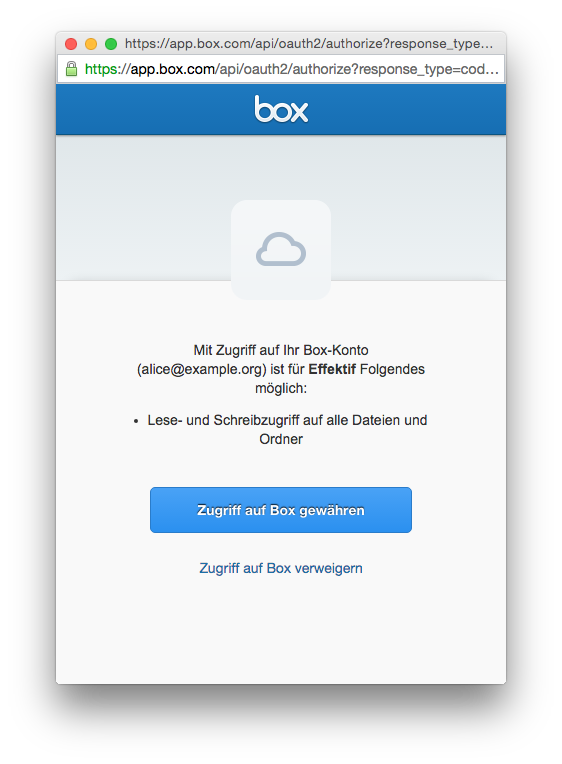 https://app.box.com/api/oauth2/authorize?response_type…
https://app.box.com/api/oauth2/authorize?response_type=cod…
box
Mit Zugriff auf Ihr Box-Konto
(alice@example.org) ist für Effektif Folgendes
möglich:
• Lese- und Schreibzugriff auf alle Dateien und
Ordner
Zugriff auf Box gewähren
Zugriff auf Box verweigern